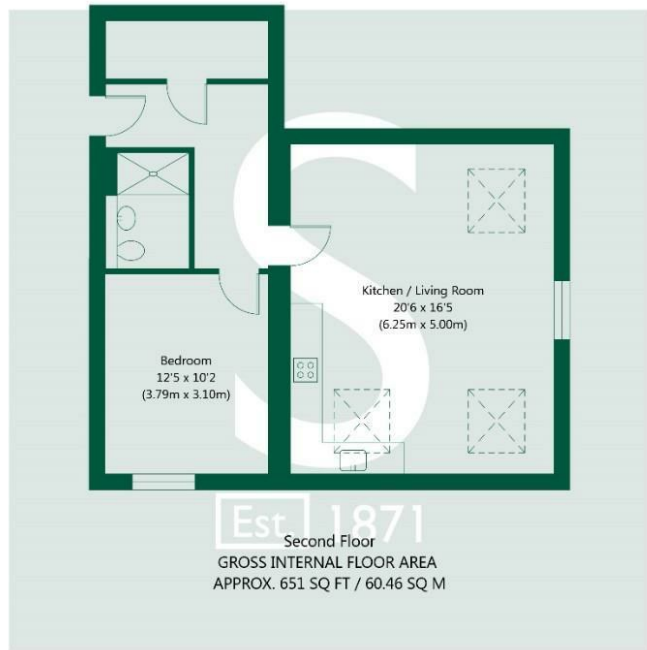 S
Kitchen / Living Room
20'6 x 16'5
(6.25m x 5.00m)
Bedroom
12'5 x 10'2
(3.79m x 3.10m)
Est. 1871
Second Floor
GROSS INTERNAL FLOOR AREA
APPROX. 651 SQ FT / 60.46 SQ M